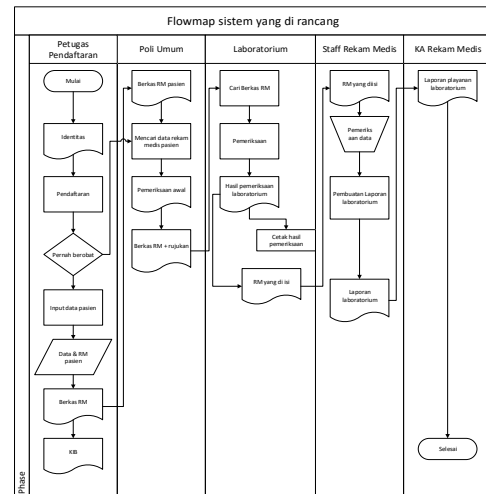 Flowmap sistem yang di rancang
Petugas
Pendaftaran
Poli Umum
Laboratorium
Staff Rekam Medis
KA Rekam Medis
Mulai
Identitas
Pendaftaran
Pernah berobat
Input data pasien
Data & RM
pasien
Berkas RM
KIB
Berkas RM pasien
Mencari data rekam
medis pasien
Pemeriksaan awal
Berkas RM + rujukan
Cari Berkas RM
Pemeriksaan
Hasil pemeriksaan
laboratorium
Cetak hasil
pemeriksaan
RM yang di isi
RM yang diisi
Pemeriks
aan data
Pembuatan Laporan
laboratorium
Laporan
laboratorium
Laporan playanan
laboratorium
Selesai
Phase